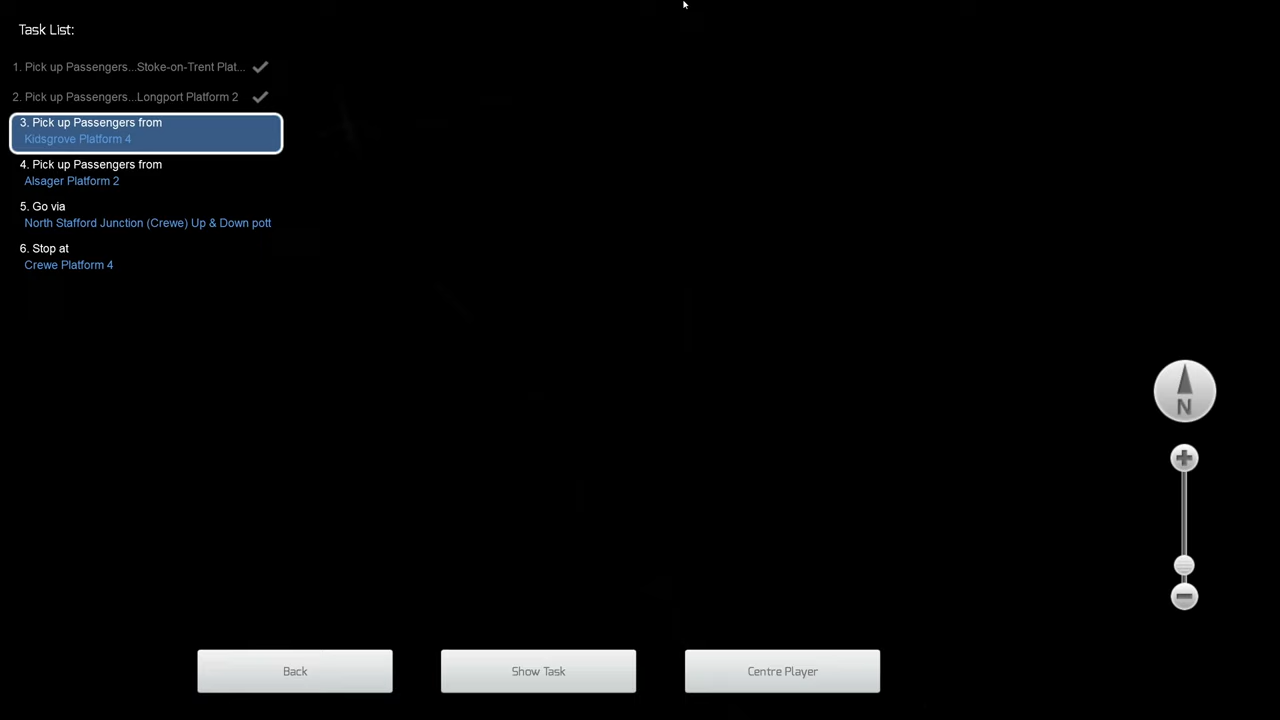 Task List:
1. Pick up Passengers...Stoke-on-Trent Plat...
2. Pick up Passengers...Longport Platform 2
3. Pick up Passengers from
Kidsgrove Platform 4
4. Pick up Passengers from
Alsager Platform 2
5. Go via
North Stafford Junction (Crewe) Up & Down pott
6. Stop at
Crewe Platform 4
N
Back
Show Task
Centre Player